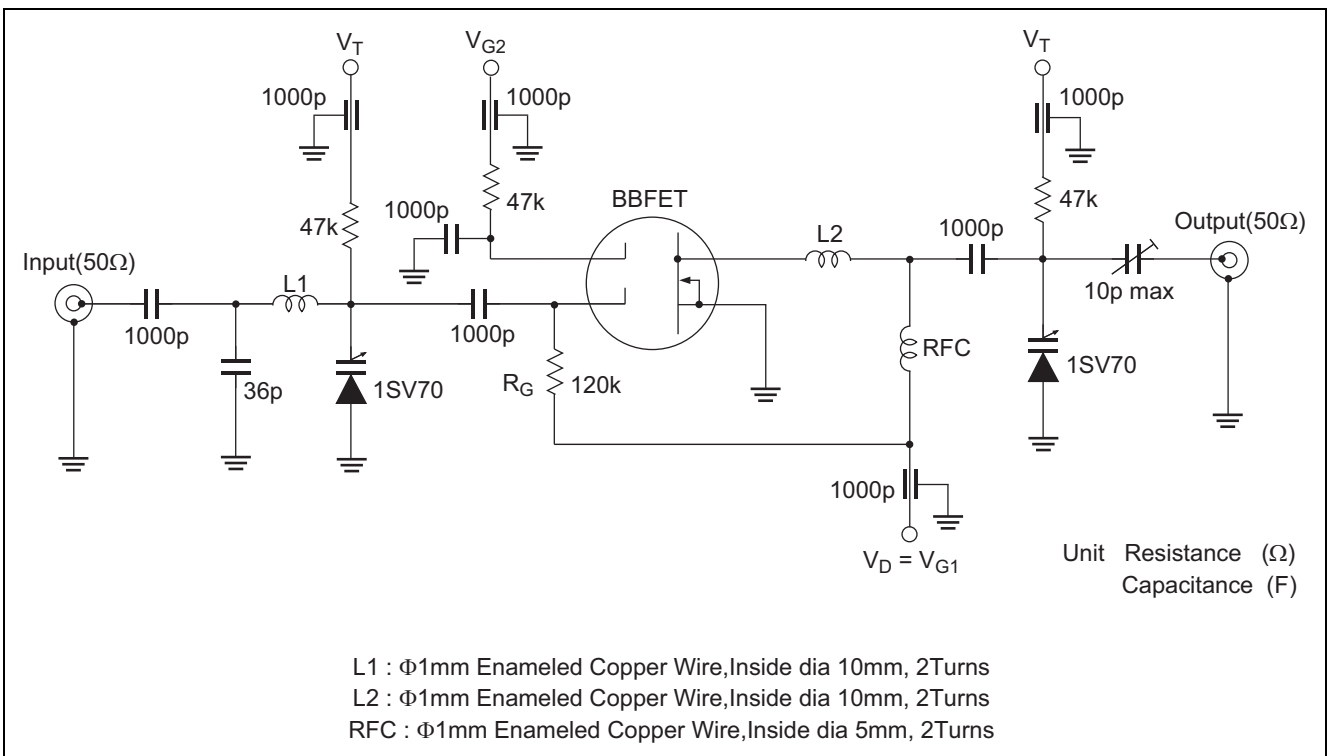 V_T
V_G2
V_T
1000p
1000p
1000p
47k
47k
47k
1000p
BBFET
L2
1000p
Output(50Ω)
Input(50Ω)
L1
10p max
1000p
1000p
RFC
36p
1SV70
R_G
120k
1SV70
1000p
V_D = V_G1
Unit Resistance (Ω)
Capacitance (F)
L1 : Φ1mm Enameled Copper Wire,Inside dia 10mm, 2Turns
L2 : Φ1mm Enameled Copper Wire,Inside dia 10mm, 2Turns
RFC : Φ1mm Enameled Copper Wire,Inside dia 5mm, 2Turns